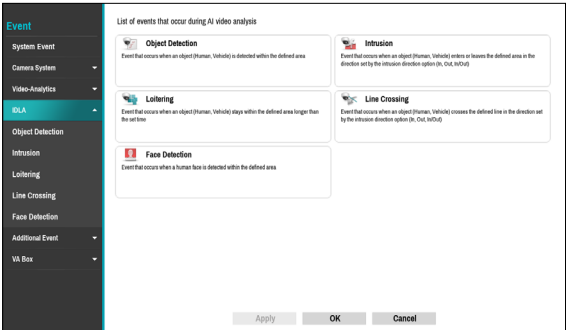 Event
System Event
Camera System
Video-Analytics
IDLA
Object Detection
Intrusion
Loitering
Line Crossing
Face Detection
Additional Event
VA Box
List of events that occur during AI video analysis
Object Detection
Event that occurs when an object (Human, Vehicle) is detected within the defined area
Intrusion
Event that occurs when an object (Human, Vehicle) enters or leaves the defined area in the
direction set by the intrusion direction option (In, Out, In/Out)
Loitering
Event that occurs when an object (Human, Vehicle) stays within the defined area longer than
the set time
Line Crossing
Event that occurs when an object (Human, Vehicle) crosses the defined line in the direction set
by the intrusion direction option (In, Out, In/Out)
Face Detection
Event that occurs when a human face is detected within the defined area
Apply
OK
Cancel